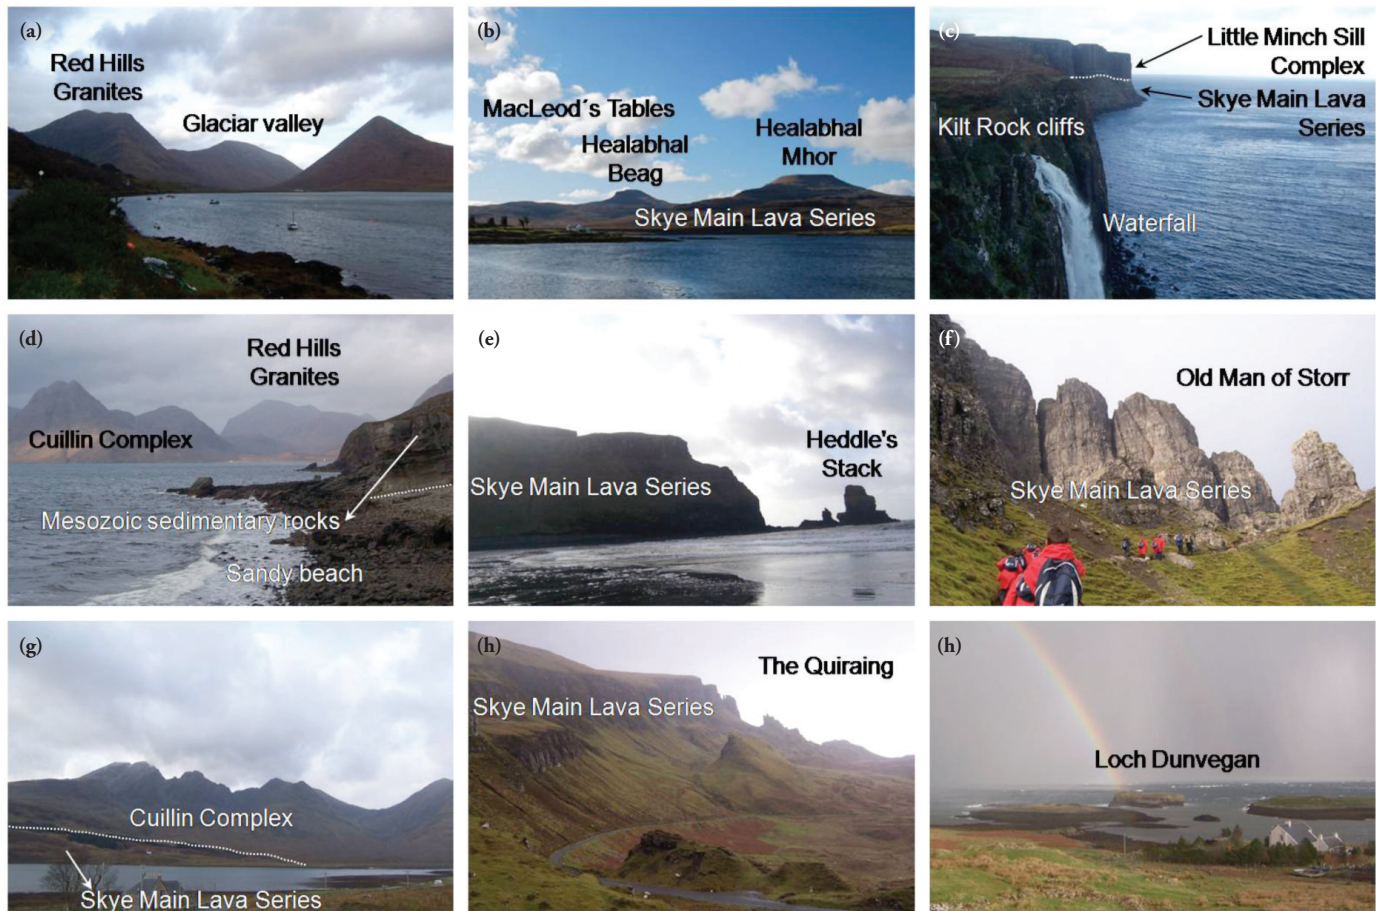 (a)
Red Hills
Granites
Glaciar valley
(b)
MacLeod´s Tables
Healabhal
Beag
Healabhal
Mhor
Skye Main Lava Series
(c)
Little Minch Sill
Complex
Skye Main Lava
Series
Kilt Rock cliffs
Waterfall
(d)
Red Hills
Granites
Cuillin Complex
Mesozoic sedimentary rocks
Sandy beach
(e)
Heddle's
Stack
Skye Main Lava Series
(f)
Old Man of Storr
Skye Main Lava Series
(g)
Cuillin Complex
Skye Main Lava Series
(h)
The Quiraing
Skye Main Lava Series
(h)
Loch Dunvegan